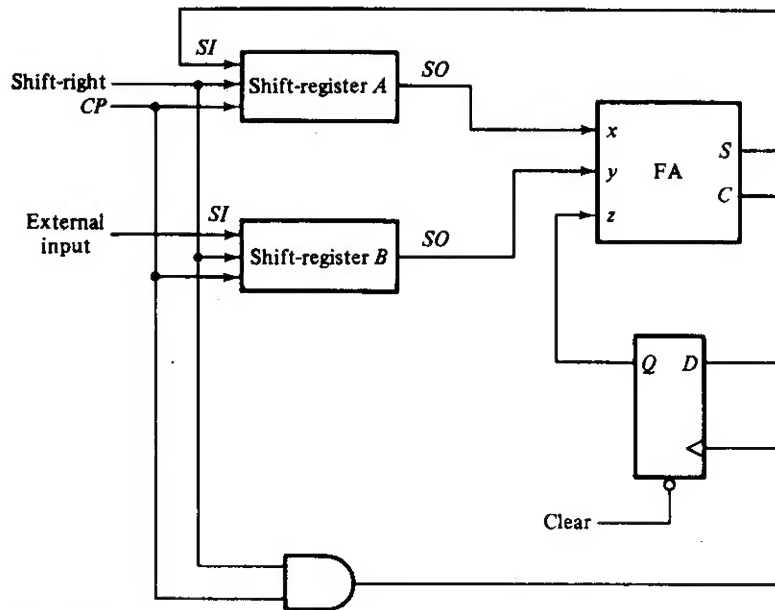 SI
Shift-right
Shift-register A
SO
CP
x
S
y
FA
C
External
input
SI
z
Shift-register B
SO
Q
D
Clear